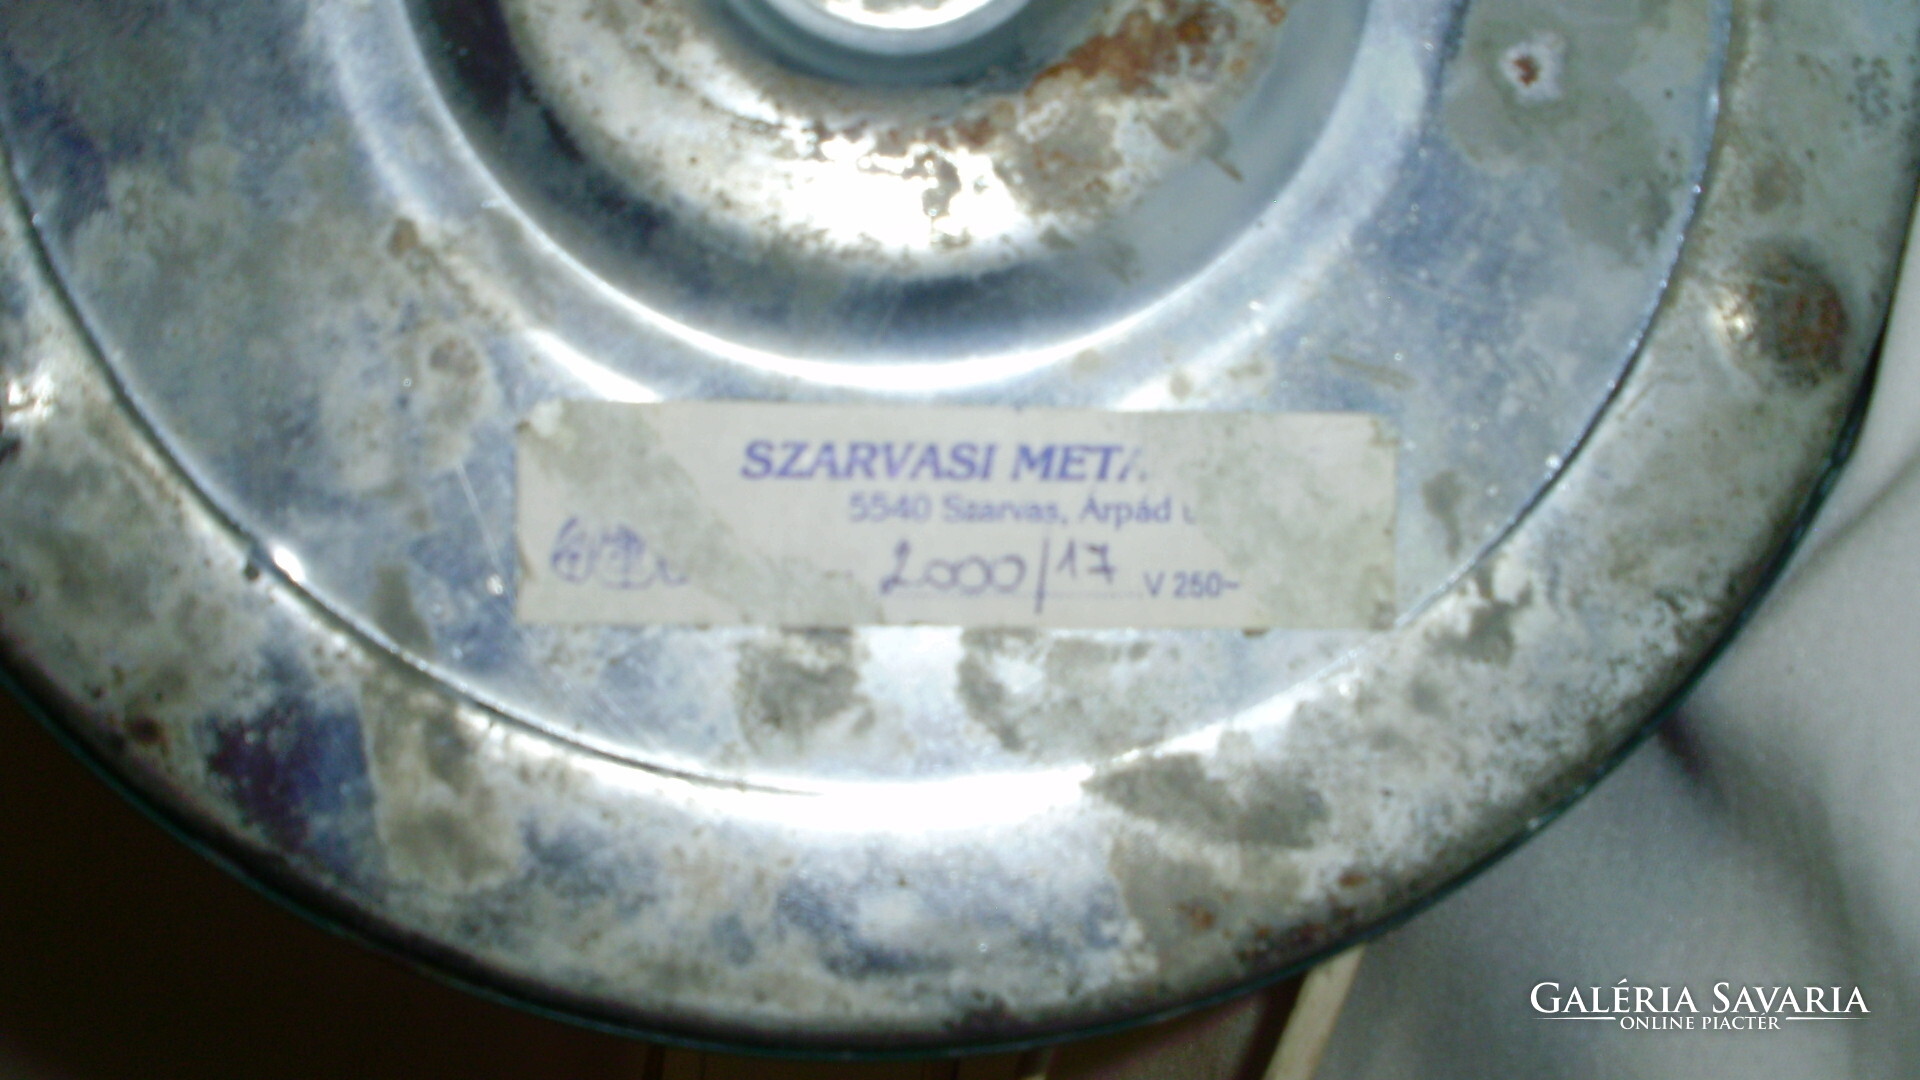 SZARVASI META
5540 Szarvas, Árpád u
2000/17 V 250~
GALÉRIA SAVARIA
ONLINE PIACTÉR